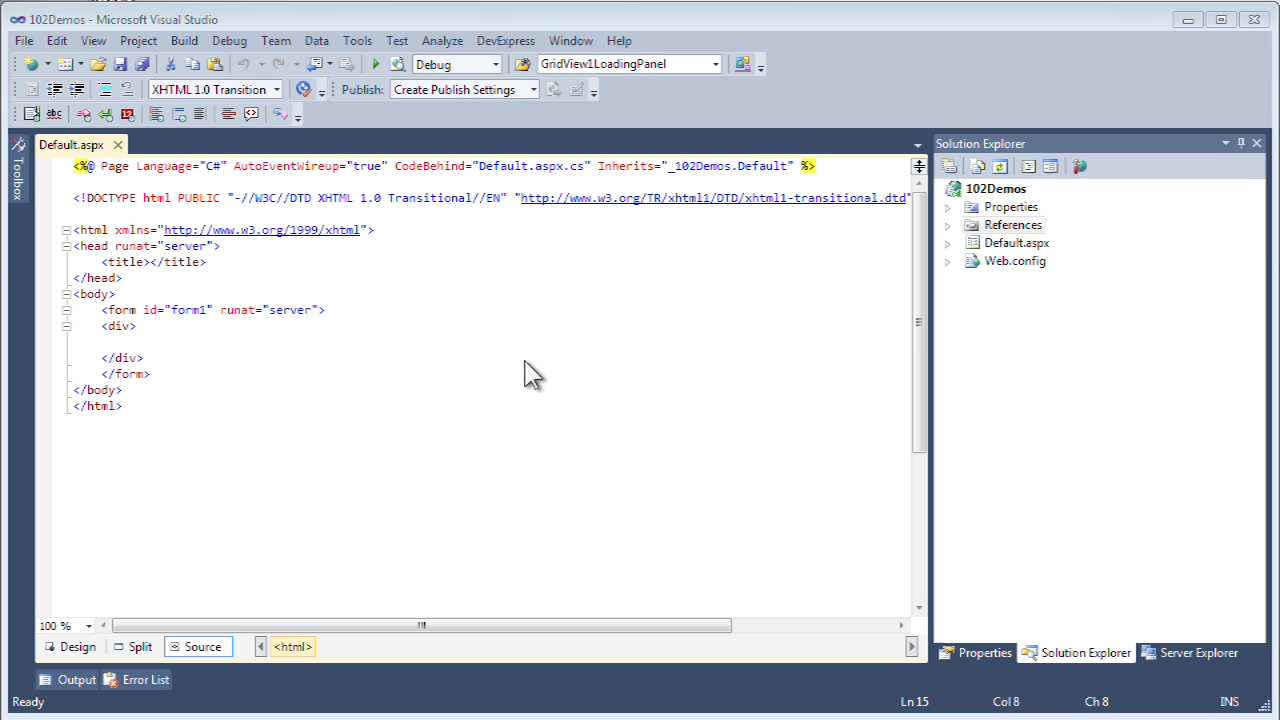 102Demos - Microsoft Visual Studio
File Edit View Project Build Debug Team Data Tools Test Analyze DevExpress Window Help
Debug GridView1LoadingPanel
XHTML 1.0 Transition Publish: Create Publish Settings
abc 12
Default.aspx
Toolbox
<%@ Page Language="C#" AutoEventWireup="true" CodeBehind="Default.aspx.cs" Inherits="_102Demos.Default" %>
<!DOCTYPE html PUBLIC "-//W3C//DTD XHTML 1.0 Transitional//EN" "http://www.w3.org/TR/xhtml1/DTD/xhtml1-transitional.dtd"
<html xmlns="http://www.w3.org/1999/xhtml">
<head runat="server">
<title></title>
</head>
<body>
<form id="form1" runat="server">
<div>
</div>
</form>
</body>
</html>
100 %
Design Split Source <html>
Output Error List
Solution Explorer
102Demos
Properties
References
Default.aspx
Web.config
Properties Solution Explorer Server Explorer
Ready Ln 15 Col 8 Ch 8 INS